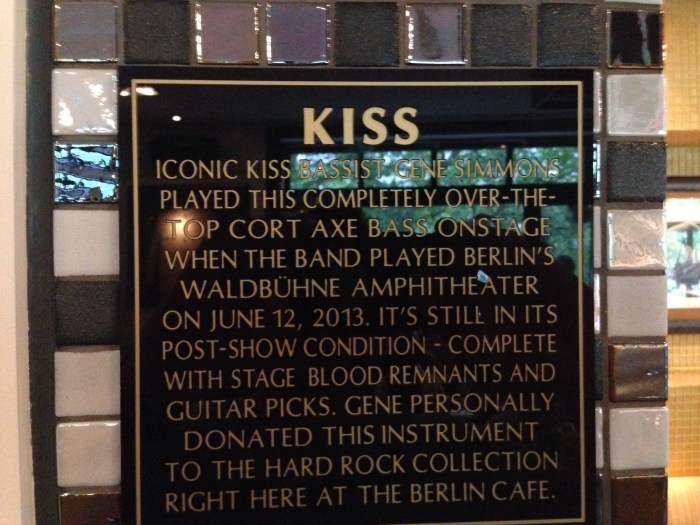 KISS
ICONIC KISS BASSIST GENE SIMMONS
PLAYED THIS COMPLETELY OVER-THE-
TOP CORT AXE BASS ONSTAGE
WHEN THE BAND PLAYED BERLIN'S
WALDBÜHNE AMPHITHEATER
ON JUNE 12, 2013. IT'S STILL IN ITS
POST-SHOW CONDITION - COMPLETE
WITH STAGE BLOOD REMNANTS AND
GUITAR PICKS. GENE PERSONALLY
DONATED THIS INSTRUMENT
TO THE HARD ROCK COLLECTION
RIGHT HERE AT THE BERLIN CAFE.